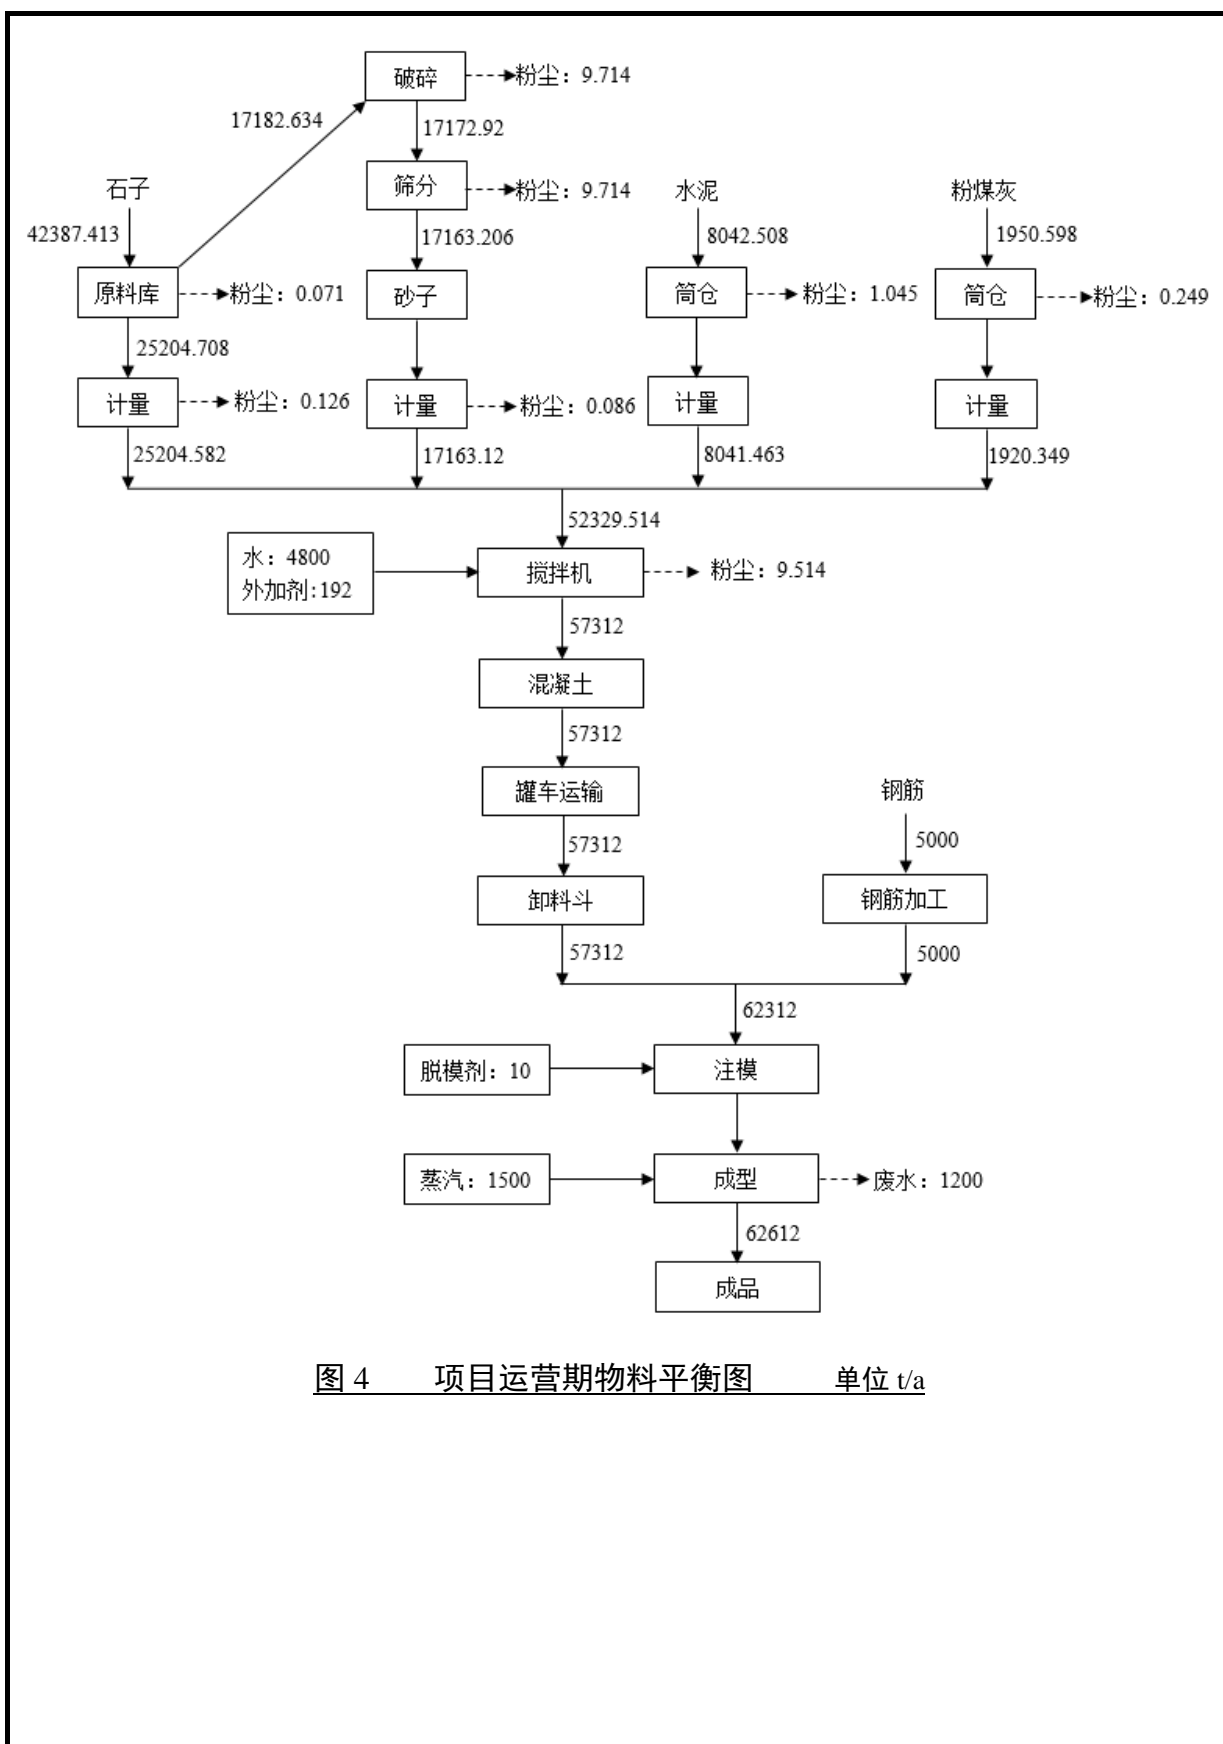 破碎
粉尘：9.714
17182.634
17172.92
石子
筛分
粉尘：9.714
水泥
粉煤灰
42387.413
17163.206
8042.508
1950.598
原料库
粉尘：0.071
砂子
筒仓
粉尘：1.045
筒仓
粉尘：0.249
25204.708
计量
粉尘：0.126
计量
粉尘：0.086
计量
计量
25204.582
17163.12
8041.463
1920.349
52329.514
水：4800
外加剂:192
搅拌机
粉尘：9.514
57312
混凝土
57312
罐车运输
钢筋
57312
5000
卸料斗
钢筋加工
57312
5000
62312
脱模剂：10
注模
蒸汽：1500
成型
废水：1200
62612
成品
图 4 项目运营期物料平衡图 单位 t/a